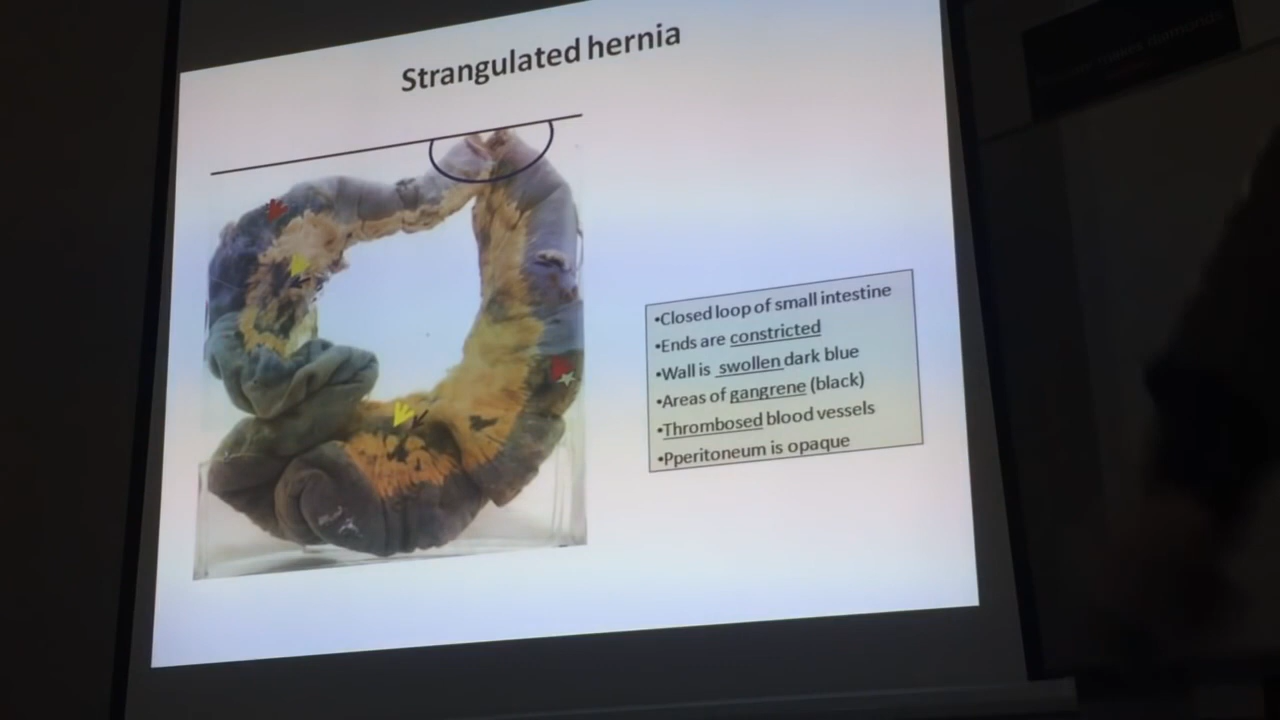 Strangulated hernia
•Closed loop of small intestine
•Ends are constricted
•Wall is swollen dark blue
•Areas of gangrene (black)
•Thrombosed blood vessels
•Pperitoneum is opaque